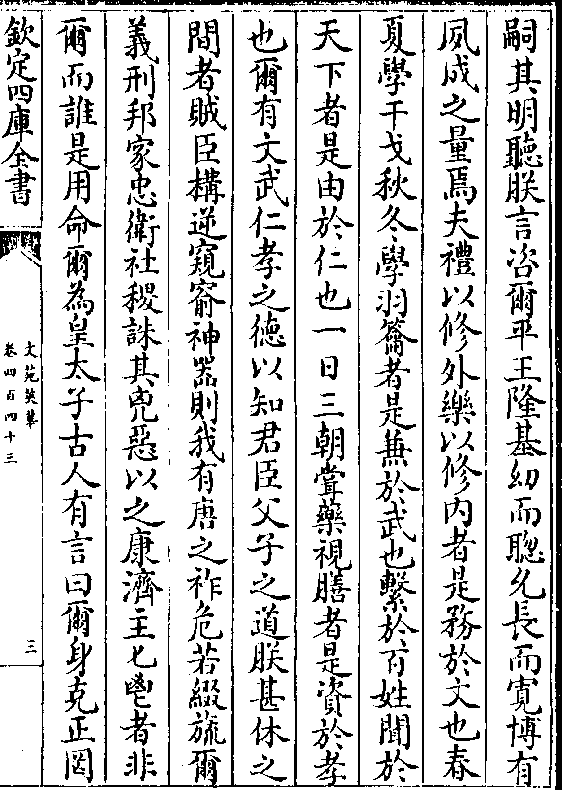 嗣其明聽朕言咨爾平王隆基幼而聰允長而寛博有
夙成之量焉夫禮以修外樂以修内者是務於文也春
夏學干戈秋冬學羽籥者是兼於武也繫於百姓聞於
天下者是由於仁也一日三朝嘗藥視膳者是資於孝
也爾有文武仁孝之徳以知君臣父子之道朕甚休之
間者賊臣構逆窺窬神器則我有唐之祚危若綴旒爾
義刑邦家忠衛社稷誅其兇惡以之康濟主匕鬯者非
爾而誰是用命爾為皇太子古人有言曰爾身克正罔
欽定四庫全書
文苑英華
卷四百四十三
三